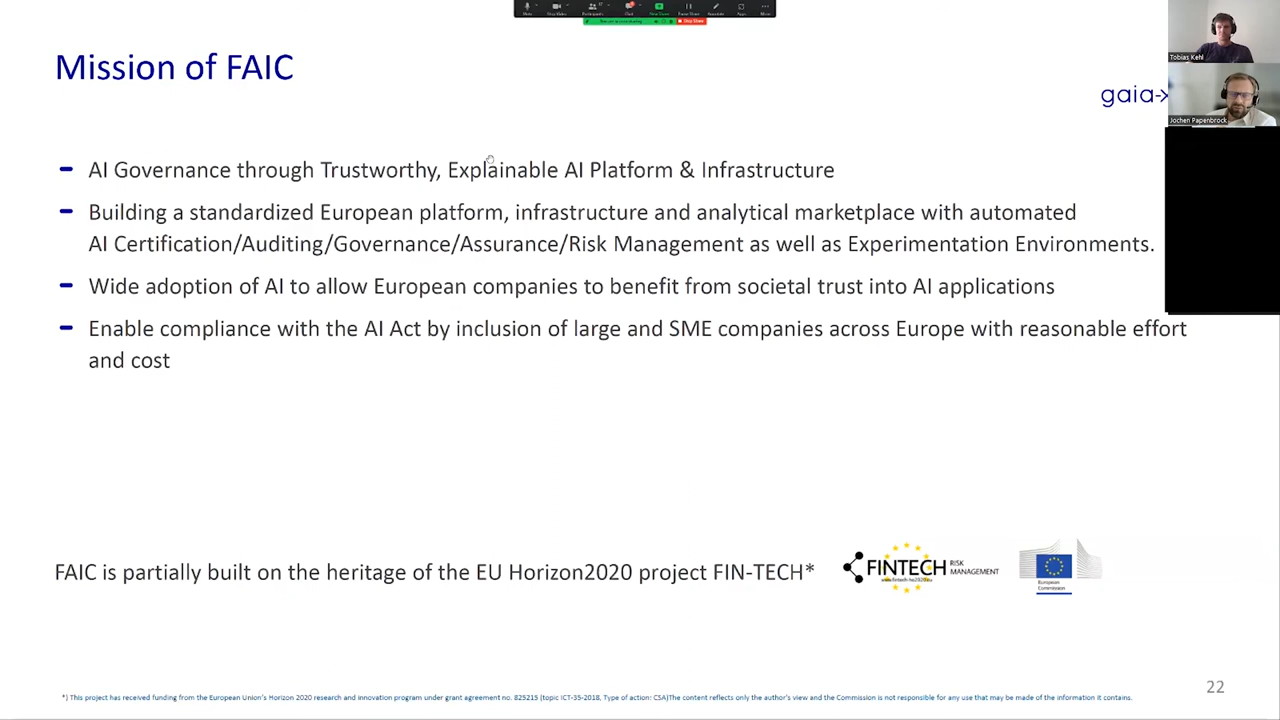 Mission of FAIC
Tobias Kehl
gaia-x
Jochen Papenbrock
– AI Governance through Trustworthy, Explainable AI Platform & Infrastructure
– Building a standardized European platform, infrastructure and analytical marketplace with automated
AI Certification/Auditing/Governance/Assurance/Risk Management as well as Experimentation Environments.
– Wide adoption of AI to allow European companies to benefit from societal trust into AI applications
– Enable compliance with the AI Act by inclusion of large and SME companies across Europe with reasonable effort
and cost
FAIC is partially built on the heritage of the EU Horizon2020 project FIN-TECH*
FINTECH RISK
MANAGEMENT
www.fintech-ho2020.eu
European
Commission
*) This project has received funding from the European Union's Horizon 2020 research and innovation program under grant agreement no. 825215 (topic ICT-35-2018, Type of action: CSA)The content reflects only the author's view and the Commission is not responsible for any use that may be made of the information it contains.
22